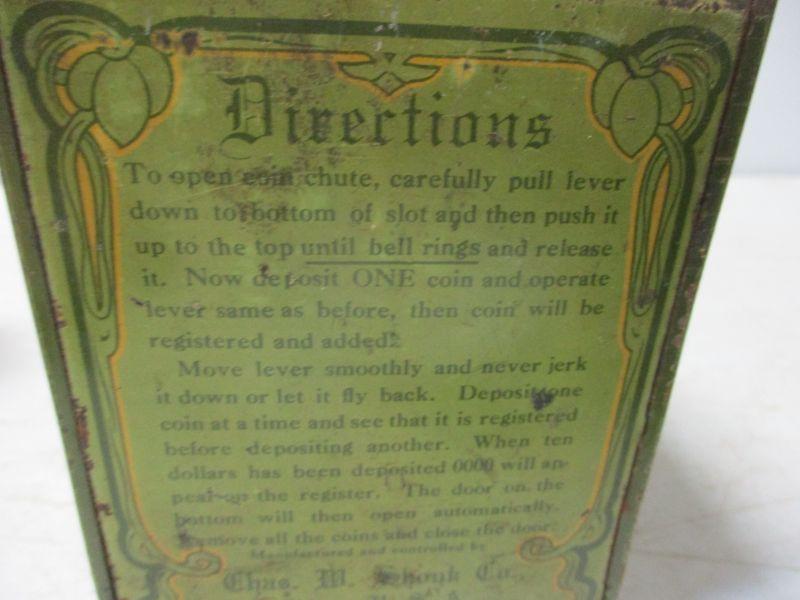 Directions
To open coin chute, carefully pull lever
down to bottom of slot and then push it
up to the top until bell rings and release
it. Now deposit ONE coin and operate
lever same as before, then coin will be
registered and added.
Move lever smoothly and never jerk
it down or let it fly back. Deposit one
coin at a time and see that it is registered
before depositing another. When ten
dollars has been deposited 0000 will ap-
pear on the register. The door on the
bottom will then open automatically.
Remove all the coins and close the door.
Manufactured and controlled by
Chas. W. Shonk Co.,